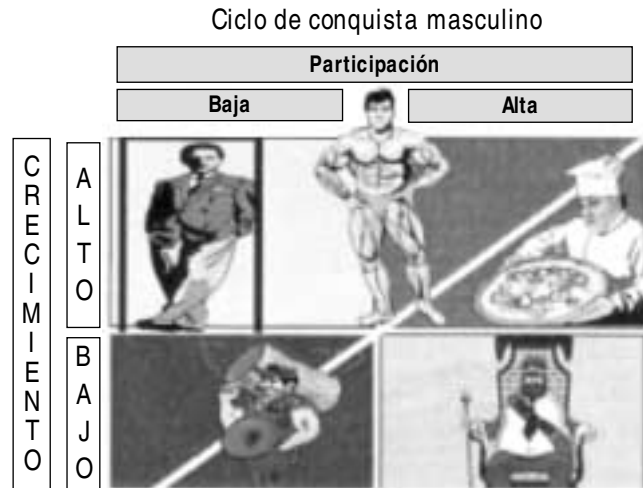 Ciclo de conquista masculino
Participación
Baja
Alta
CRECIMIENTO
ALTO
BAJO